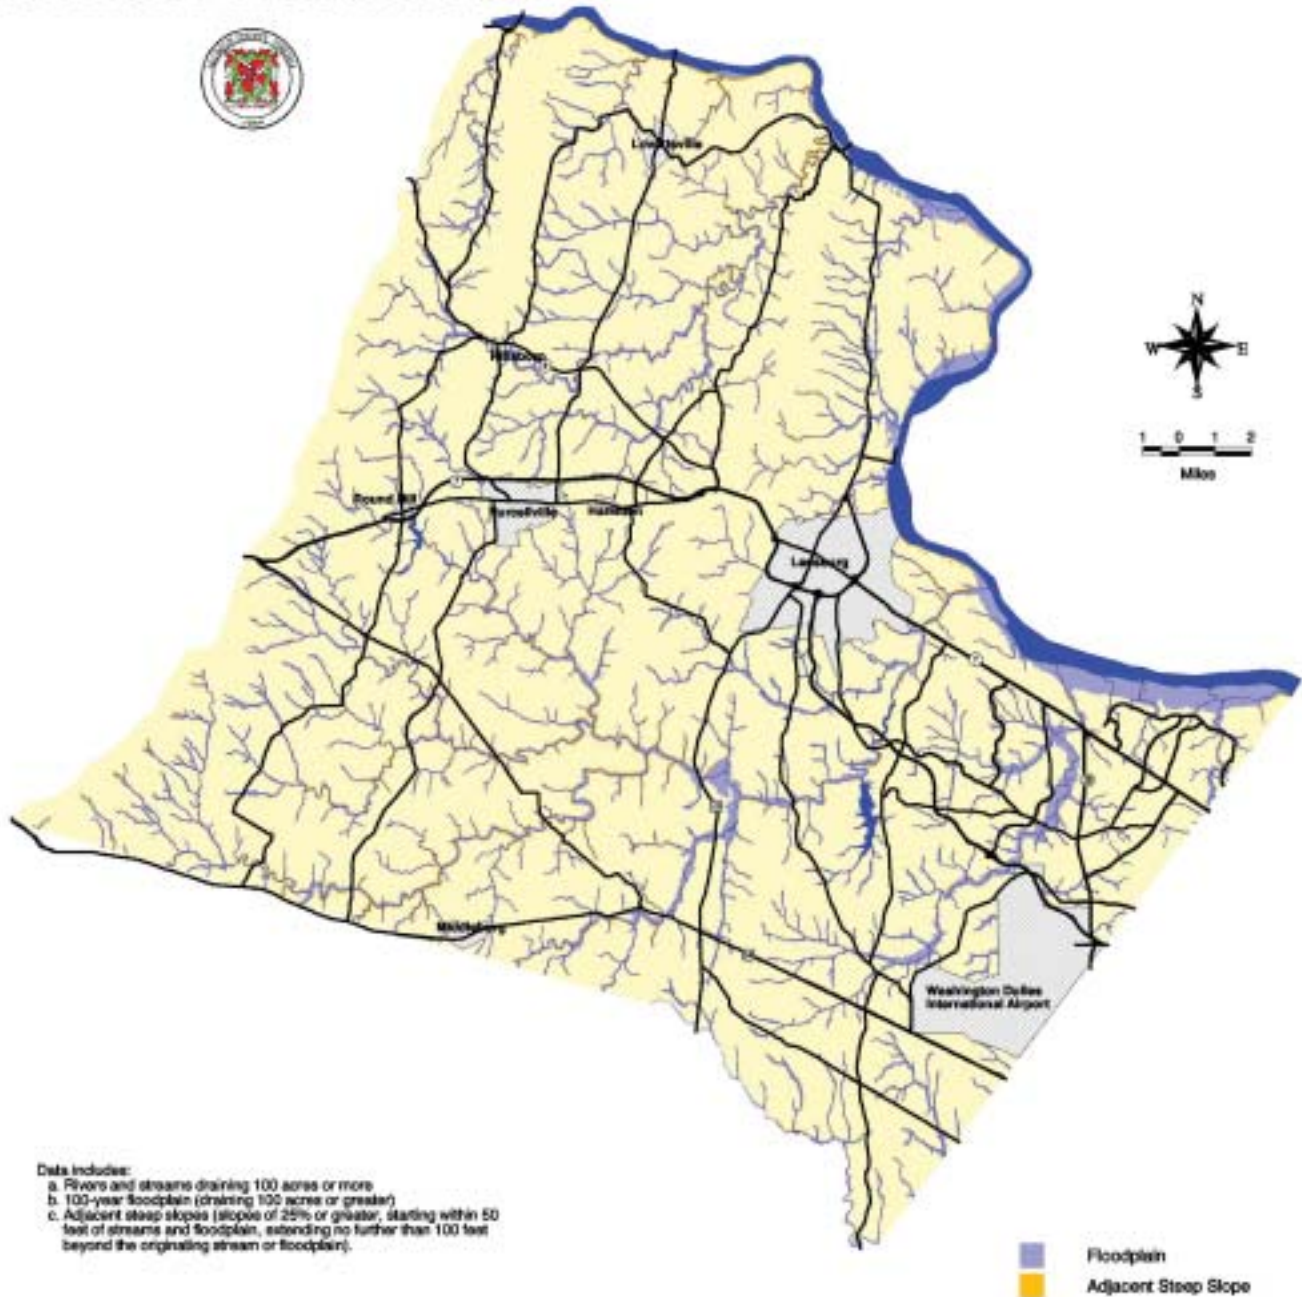 Lovettsville
N
W E
S
Hillsboro
1 0 1 2
Miles
Round Hill
7
Purcellville
Hamilton
Leesburg
7
Middleburg
Washington Dulles
International Airport
Data includes:
a. Rivers and streams draining 100 acres or more
b. 100-year floodplain (draining 100 acres or greater)
c. Adjacent steep slopes (slopes of 25% or greater, starting within 50
feet of streams and floodplain, extending no further than 100 feet
beyond the originating stream or floodplain).
Floodplain
Adjacent Steep Slope